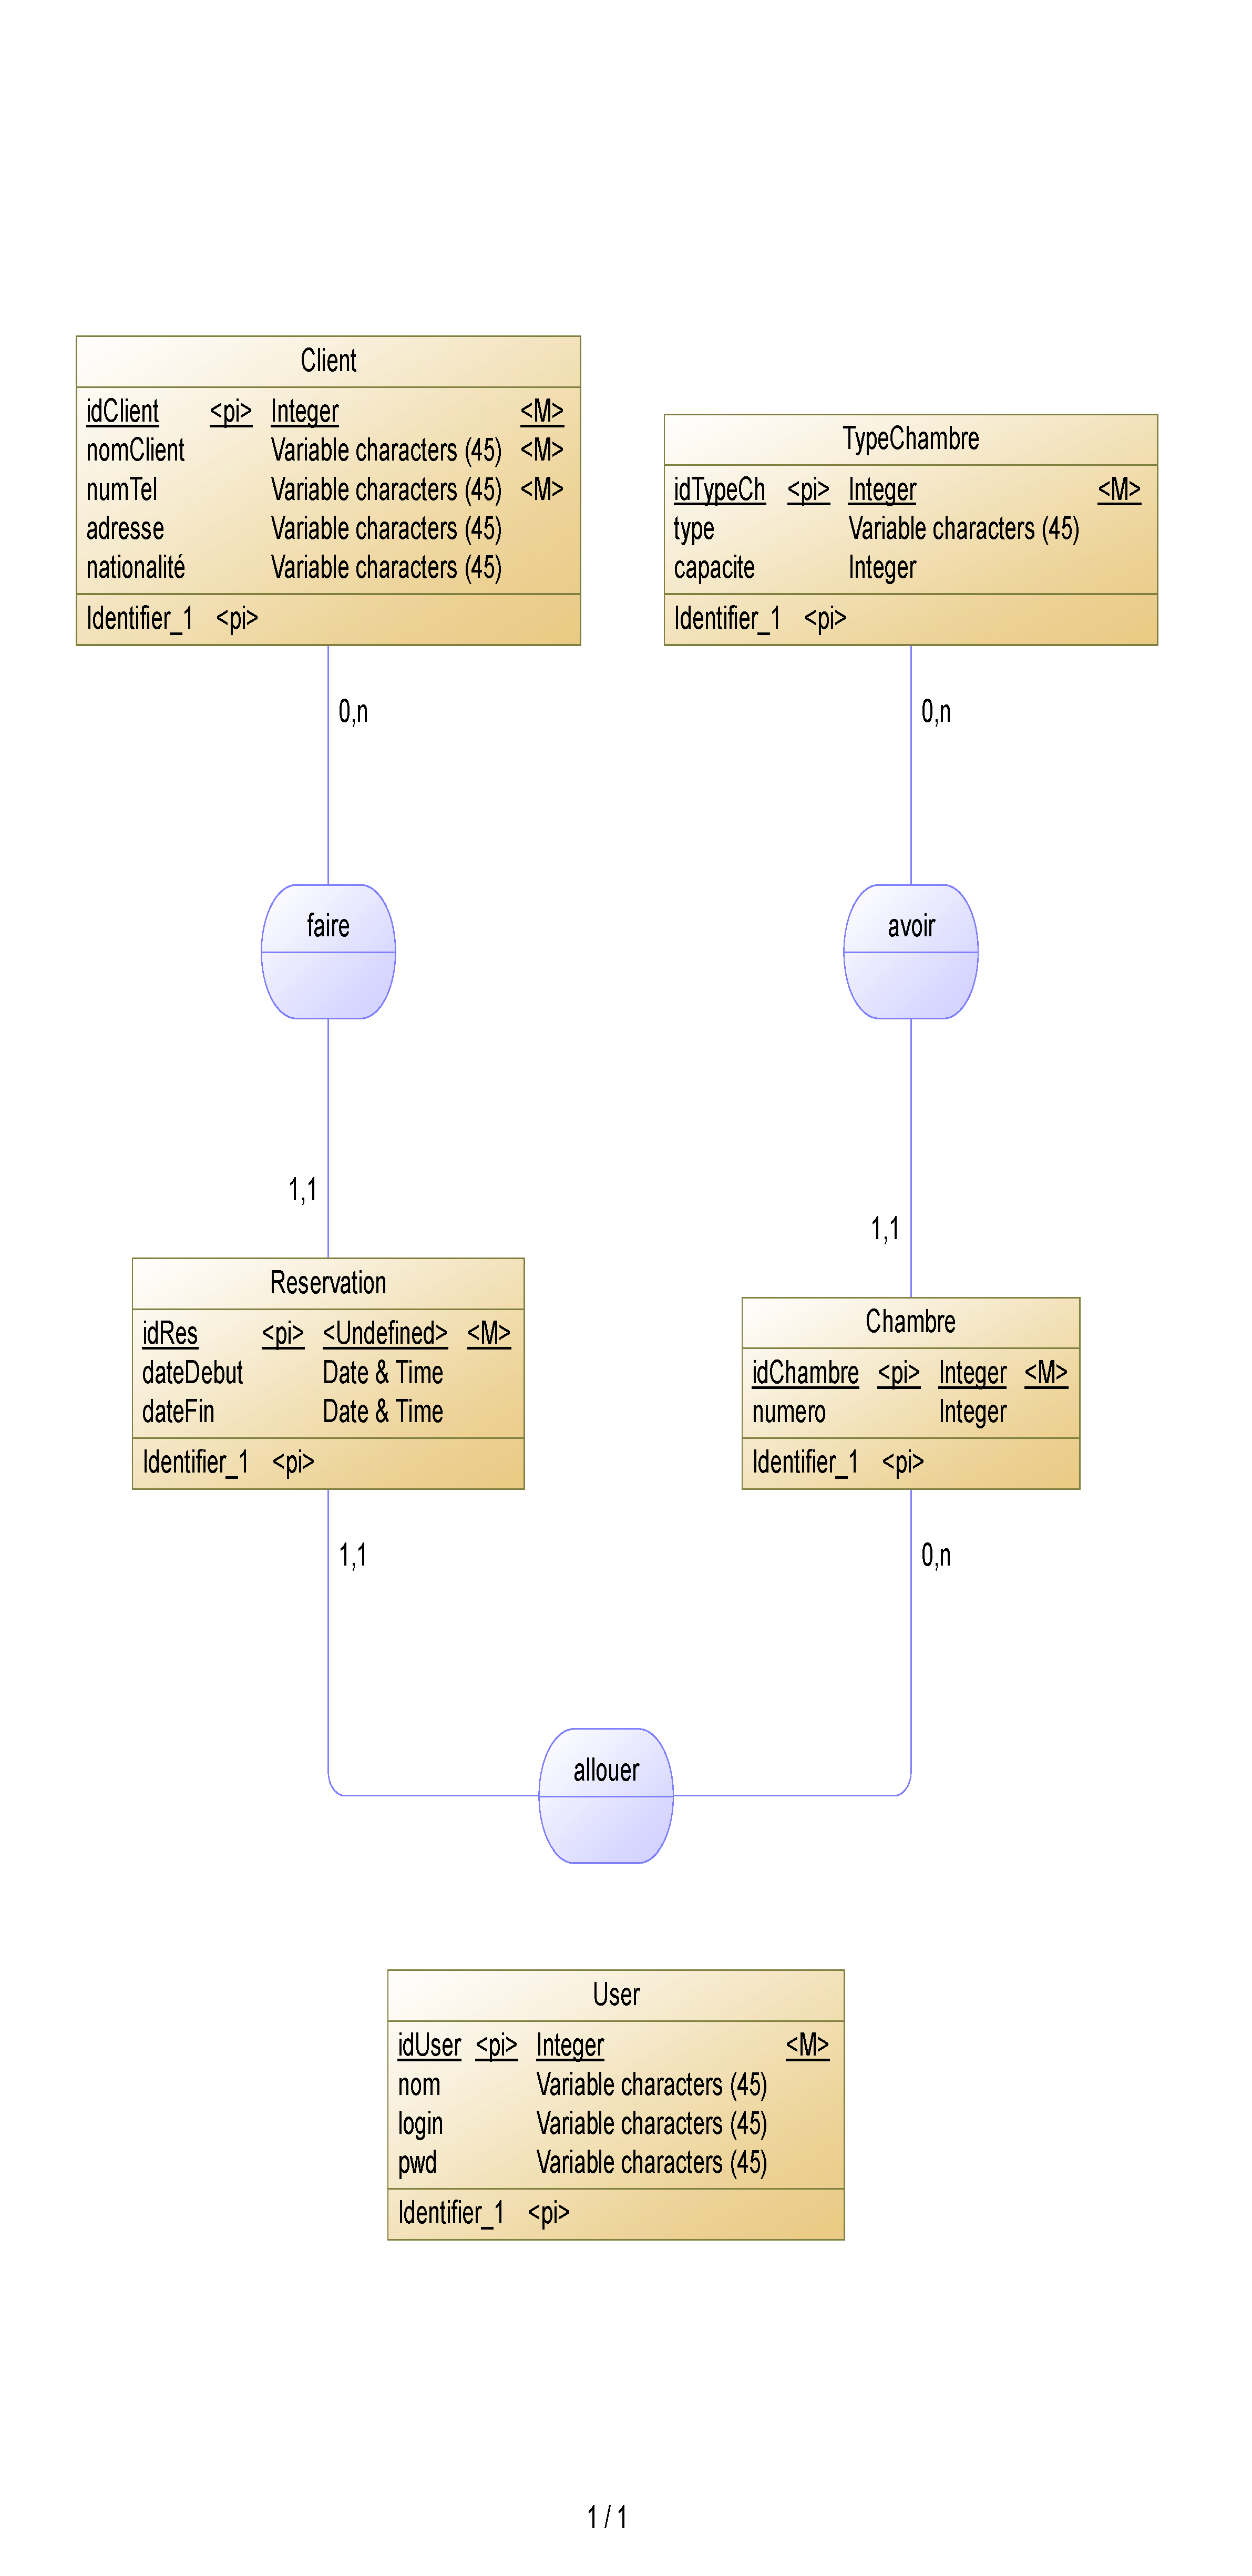 Client
idClient <pi> Integer <M>
nomClient Variable characters (45) <M>
numTel Variable characters (45) <M>
adresse Variable characters (45)
nationalité Variable characters (45)
Identifier_1 <pi>
TypeChambre
idTypeCh <pi> Integer <M>
type Variable characters (45)
capacite Integer
Identifier_1 <pi>
0,n
0,n
faire
avoir
1,1
1,1
Reservation
idRes <pi> <Undefined> <M>
dateDebut Date & Time
dateFin Date & Time
Identifier_1 <pi>
Chambre
idChambre <pi> Integer <M>
numero Integer
Identifier_1 <pi>
1,1
0,n
allouer
User
idUser <pi> Integer <M>
nom Variable characters (45)
login Variable characters (45)
pwd Variable characters (45)
Identifier_1 <pi>
1 / 1